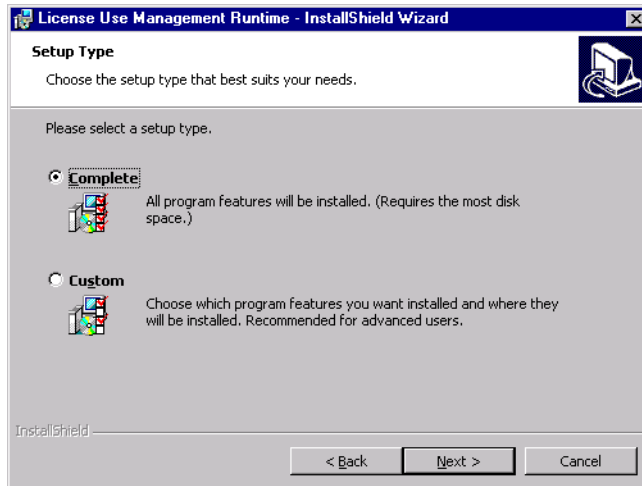 License Use Management Runtime - InstallShield Wizard
Setup Type
Choose the setup type that best suits your needs.
Please select a setup type.
Complete
All program features will be installed. (Requires the most disk
space.)
Custom
Choose which program features you want installed and where they
will be installed. Recommended for advanced users.
InstallShield
< Back Next > Cancel